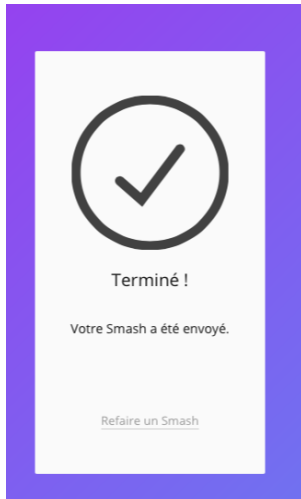 Terminé !
Votre Smash a été envoyé.
Refaire un Smash